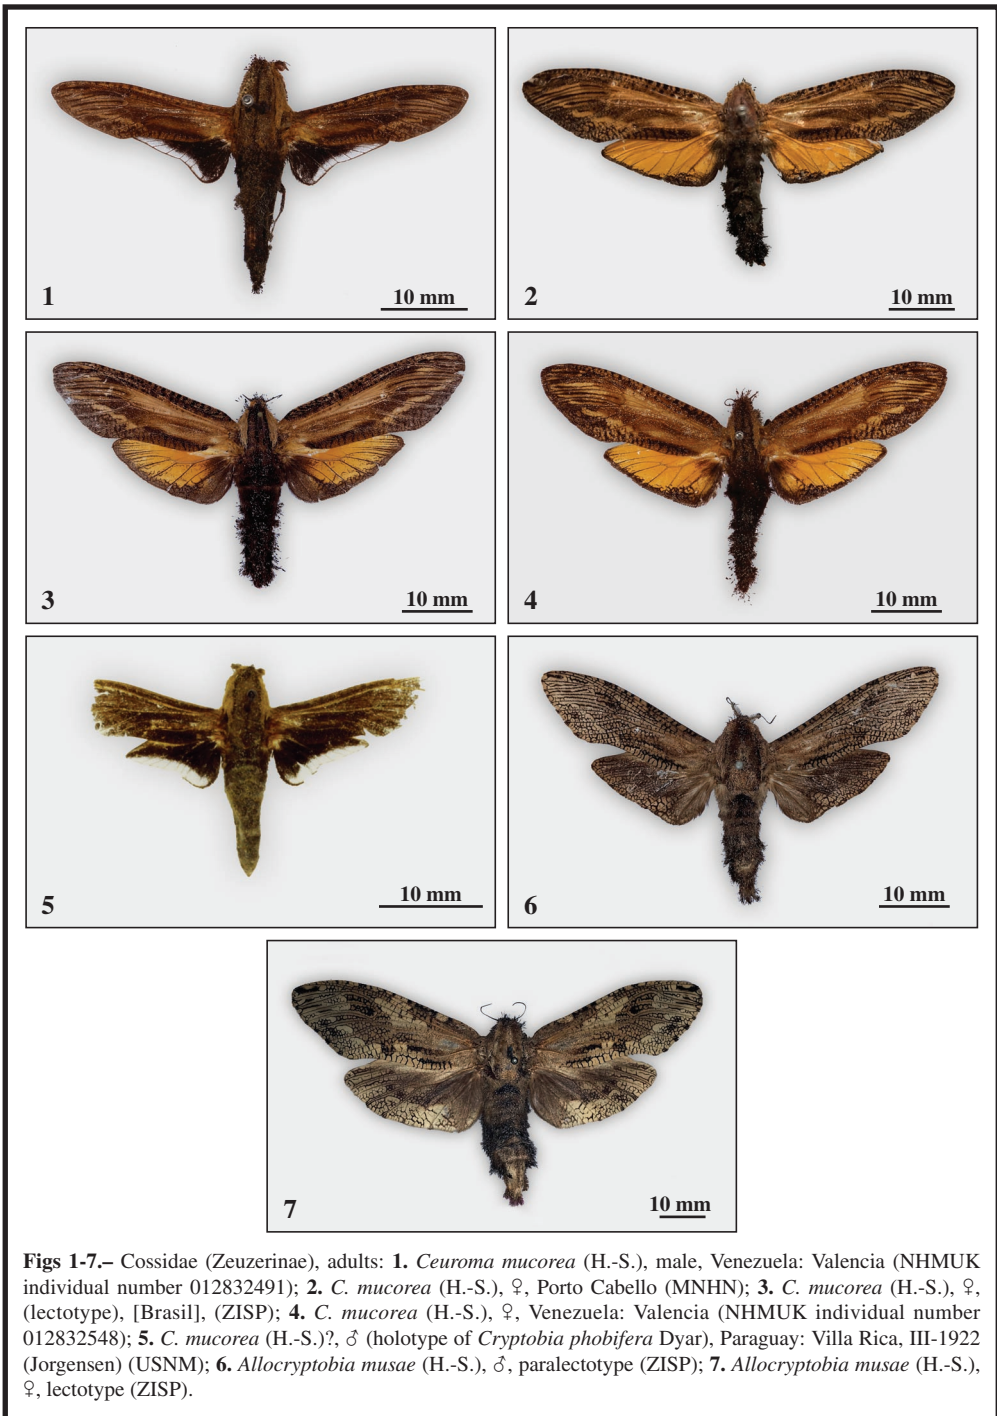 1
10 mm
2
10 mm
3
10 mm
4
10 mm
5
10 mm
6
10 mm
7
10 mm
Figs 1-7.– Cossidae (Zeuzerinae), adults: 1. Ceuroma mucorea (H.-S.), male, Venezuela: Valencia (NHMUK
individual number 012832491); 2. C. mucorea (H.-S.), ♀, Porto Cabello (MNHN); 3. C. mucorea (H.-S.), ♀,
(lectotype), [Brasil], (ZISP); 4. C. mucorea (H.-S.), ♀, Venezuela: Valencia (NHMUK individual number
012832548); 5. C. mucorea (H.-S.)?, ♂ (holotype of Cryptobia phobifera Dyar), Paraguay: Villa Rica, III-1922
(Jorgensen) (USNM); 6. Allocryptobia musae (H.-S.), ♂, paralectotype (ZISP); 7. Allocryptobia musae (H.-S.),
♀, lectotype (ZISP).